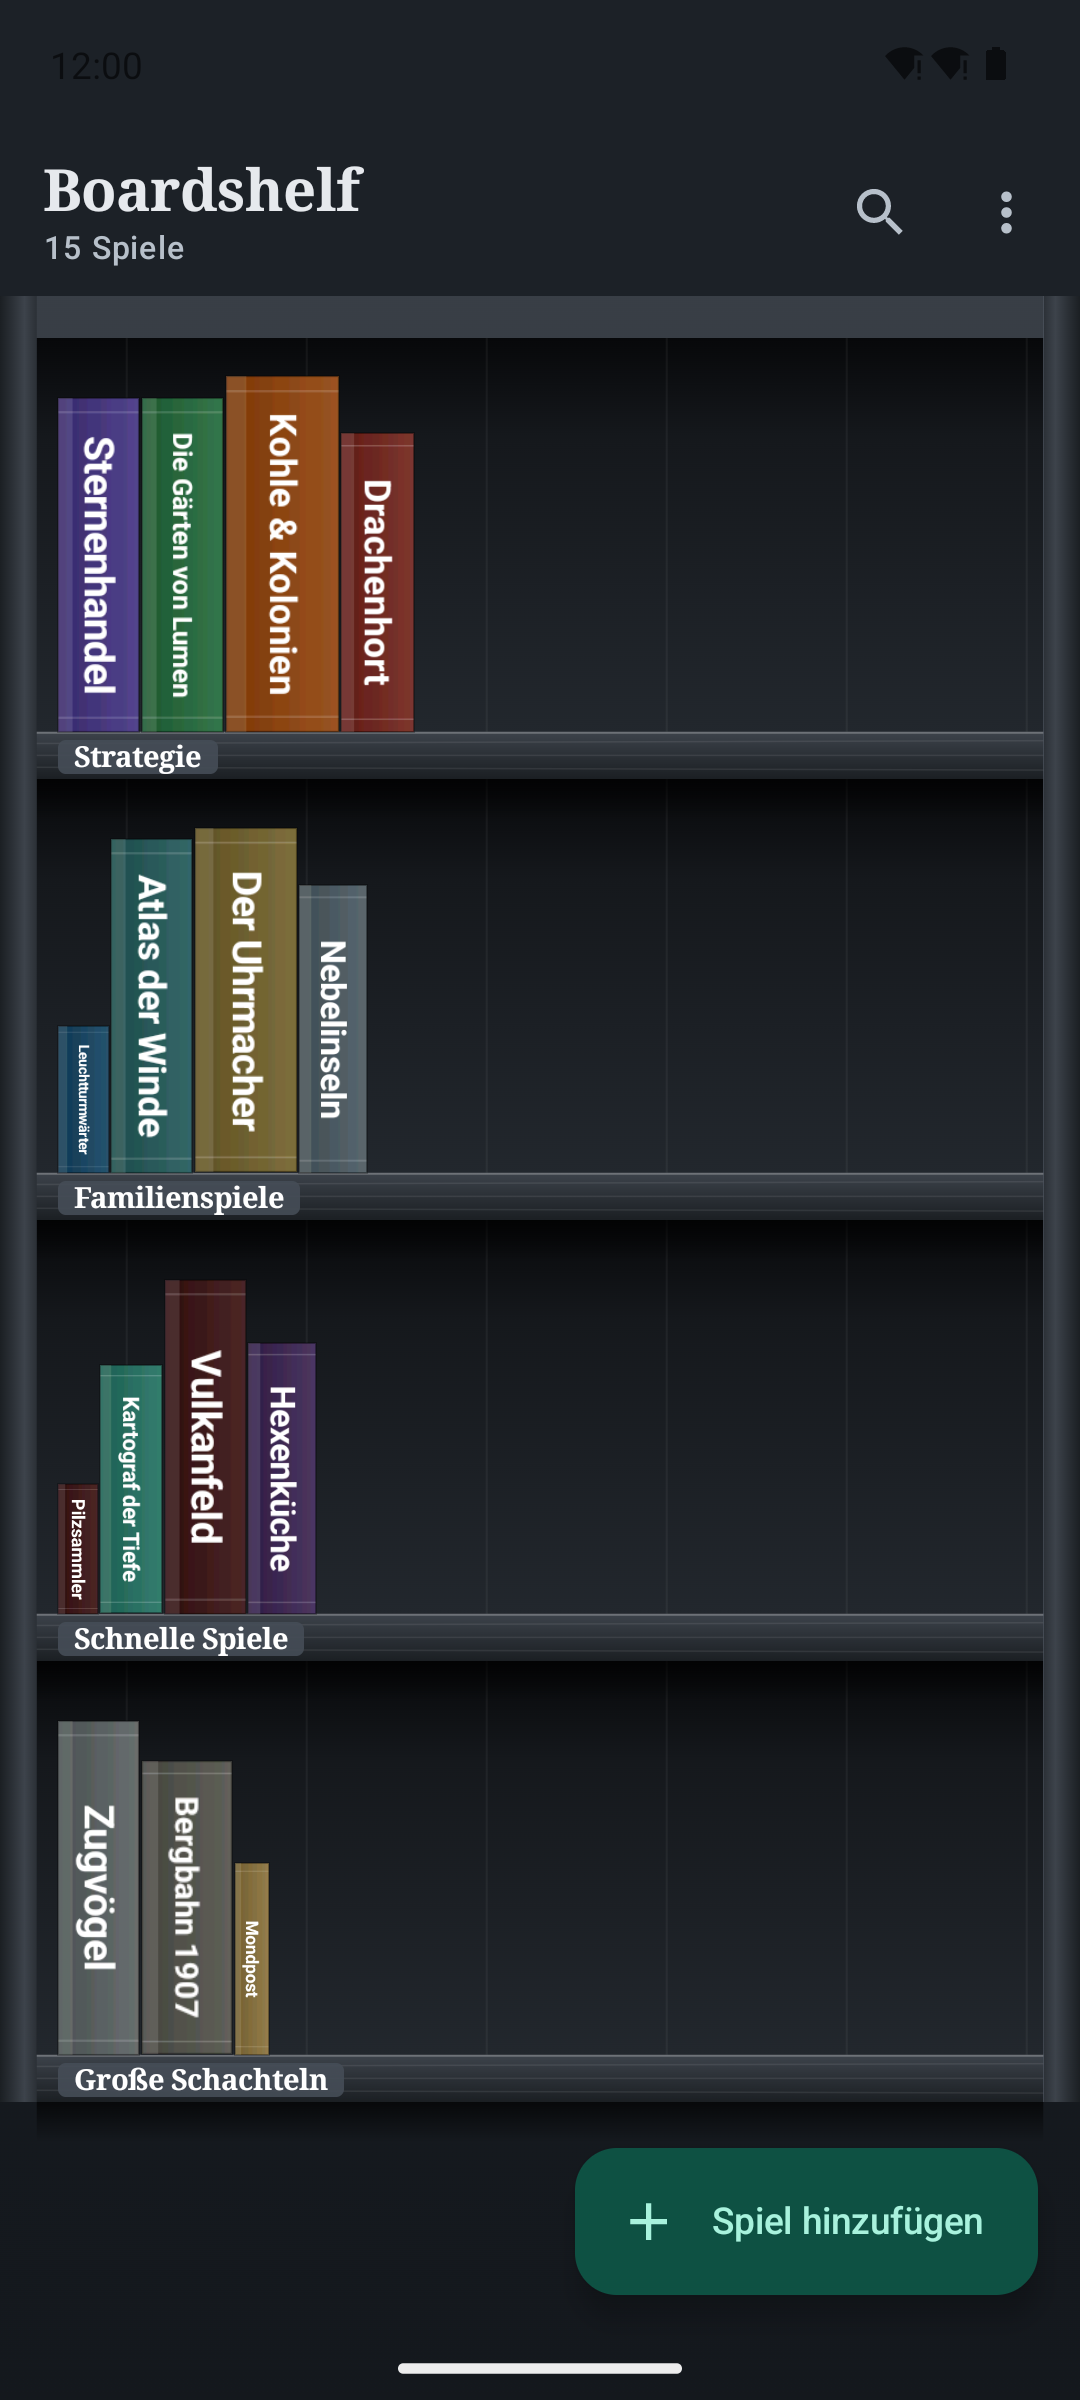 12:00
Boardshelf
15 Spiele
Sternenhandel
Die Gärten von Lumen
Kohle & Kolonien
Drachenhort
Strategie
Leuchtturmwärter
Atlas der Winde
Der Uhrmacher
Nebelinseln
Familienspiele
Pilzsammler
Kartograf der Tiefe
Vulkanfeld
Hexenküche
Schnelle Spiele
Zugvögel
Bergbahn 1907
Mondpost
Große Schachteln
Spiel hinzufügen